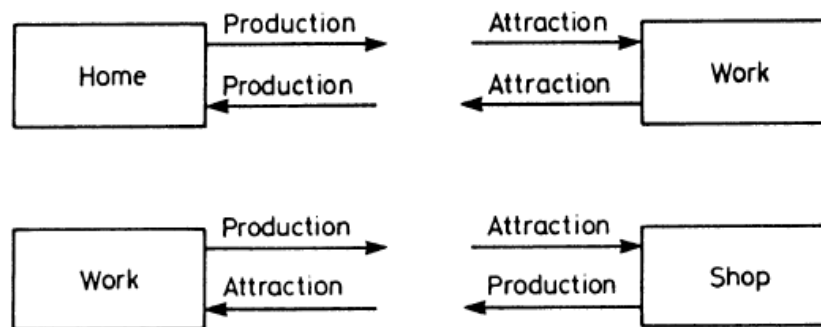 Production Attraction
Home Work
Production Attraction
Production Attraction
Work Shop
Attraction Production